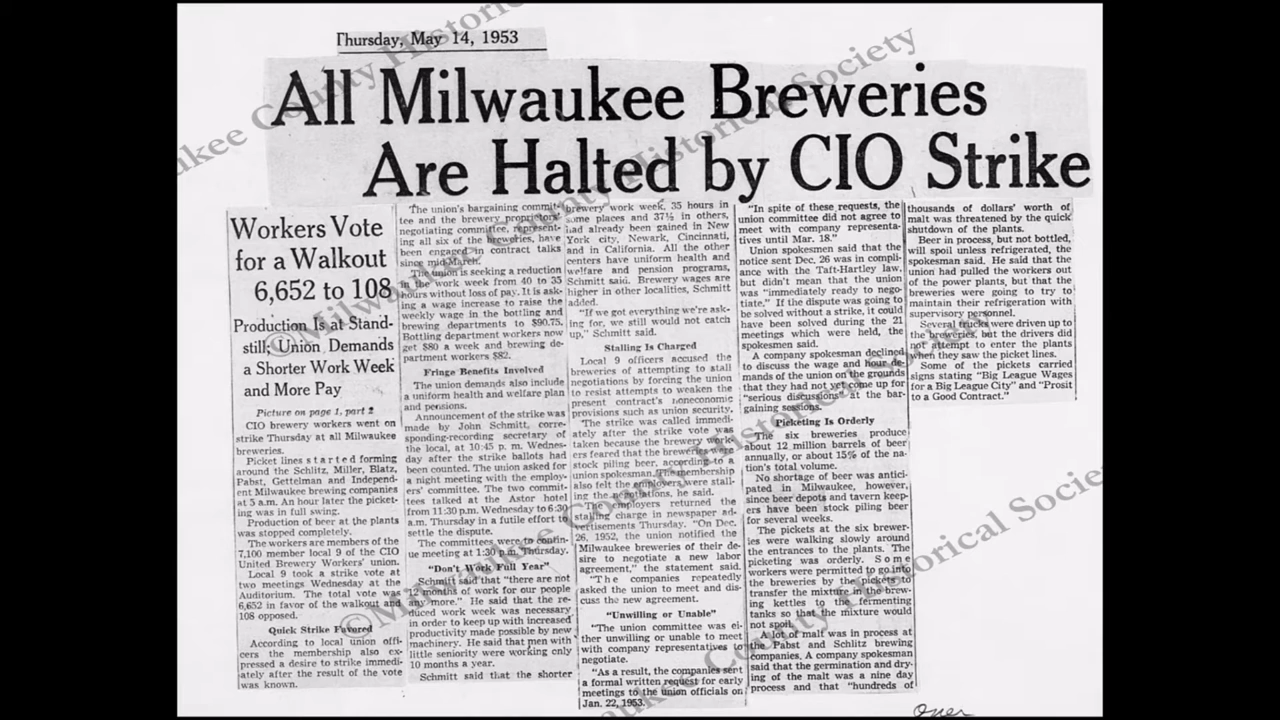 Thursday, May 14, 1953
All Milwaukee Breweries
Are Halted by CIO Strike
Workers Vote
for a Walkout
6,652 to 108
Production Is at Stand-
still; Union Demands
a Shorter Work Week
and More Pay
Picture on page 1, part 2
CIO brewery workers went on
strike Thursday at all Milwaukee
breweries.
Picket lines started forming
around the Schlitz, Miller, Blatz,
Pabst, Gettelman and Independ-
ent Milwaukee brewing companies
at 5 a.m. An hour later the picket-
ing was in full swing.
Production of beer at the plants
was stopped completely.
The workers are members of the
7,100 member local 9 of the CIO
United Brewery Workers' union.
Local 9 took a strike vote at
two meetings Wednesday at the
Auditorium. The total vote was
6,652 in favor of the walkout and
108 opposed.
Quick Strike Favored
According to local union offi-
cers the membership also ex-
pressed a desire to strike immedi-
ately after the result of the vote
was known.
The union's bargaining commit-
tee and the brewery proprietors'
negotiating committee, represent-
ing all six of the breweries, have
been engaged in contract talks
since mid-March.
The union is seeking a reduction
in the work week from 40 to 35
hours without loss of pay. It is ask-
ing a wage increase to raise the
weekly wage in the bottling and
brewing departments to $90.75.
Bottling department workers now
get $80 a week and brewing de-
partment workers $82.
Fringe Benefits Involved
The union demands also include
a uniform health and welfare plan
and pensions.
Announcement of the strike was
made by John Schmitt, corre-
sponding-recording secretary of
the local, at 10:45 p. m. Wednes-
day after the strike ballots had
been counted. The union asked for
a night meeting with the employ-
ers' committee. The two commit-
tees talked at the Astor hotel
from 11:30 p.m. Wednesday to 6:30
a.m. Thursday in a futile effort to
settle the dispute.
The committees were to contin-
ue meeting at 1:30 p.m. Thursday.
"Don't Work Full Year"
Schmitt said that "there are not
12 months of work for our people
any more." He said that the re-
duced work week was necessary
in order to keep up with increased
productivity made possible by new
machinery. He said that men with
little seniority were working only
10 months a year.
Schmitt said that the shorter
brewery work week, 35 hours in
some places and 37½ in others,
had already been gained in New
York city, Newark, Cincinnati,
and in California. All the other
centers have uniform health and
welfare and pension programs,
Schmitt said. Brewery wages are
higher in other localities, Schmitt
added.
"If we got everything we're ask-
ing for, we still would not catch
up," Schmitt said.
Stalling Is Charged
Local 9 officers accused the
breweries of attempting to stall
negotiations by forcing the union
to resist attempts to weaken the
present contract's noneconomic
provisions such as union security.
The strike was called immedi-
ately after the strike vote was
taken because the brewery work-
ers feared that the breweries would
stock piling beer, according to a
union spokesman. The membership
also felt the employers were stall-
ing the negotiations, he said.
The employers returned the
stalling charge in newspaper ad-
vertisements Thursday. "On Dec.
26, 1952, the union notified the
Milwaukee breweries of their de-
sire to negotiate a new labor
agreement," the statement said.
"The companies repeatedly
asked the union to meet and dis-
cuss the new agreement.
"Unwilling or Unable"
"The union committee was ei-
ther unwilling or unable to meet
with company representatives to
negotiate.
"As a result, the companies sent
a formal written request for early
meetings to the union officials on
Jan. 22, 1953.
"In spite of these requests, the
union committee did not agree to
meet with company representa-
tives until Mar. 18."
Union spokesmen said that the
notice sent Dec. 26 was in compli-
ance with the Taft-Hartley law,
but didn't mean that the union
was "immediately ready to nego-
tiate." If the dispute was going to
be solved without a strike, it could
have been solved during the 21
meetings which were held, the
spokesmen said.
A company spokesman declined
to discuss the wage and hour de-
mands of the union on the grounds
that they had not yet come up for
"serious discussions" at the bar-
gaining sessions.
Picketing Is Orderly
The six breweries produce
about 12 million barrels of beer
annually, or about 15% of the na-
tion's total volume.
No shortage of beer was antici-
pated in Milwaukee, however,
since beer depots and tavern keep-
ers have been stock piling beer
for several weeks.
The pickets at the six brewer-
ies were walking slowly around
the entrances to the plants. The
picketing was orderly. Some
workers were permitted to go into
the breweries by the pickets to
transfer the mixture in the brew-
ing kettles to the fermenting
tanks so that the mixture would
not spoil.
A lot of malt was in process at
the Pabst and Schlitz brewing
companies. A company spokesman
said that the germination and dry-
ing of the malt was a nine day
process and that "hundreds of
thousands of dollars' worth of
malt was threatened by the quick
shutdown of the plants.
Beer in process, but not bottled,
will spoil unless refrigerated, the
spokesman said. He said that the
union had pulled the workers out
of the power plants, but that the
breweries were going to try to
maintain their refrigeration with
supervisory personnel.
Several trucks were driven up to
the breweries, but the drivers did
not attempt to enter the plants
when they saw the picket lines.
Some of the pickets carried
signs stating "Big League Wages
for a Big League City" and "Prosit
to a Good Contract."
Over
©Milwaukee County Historical Society